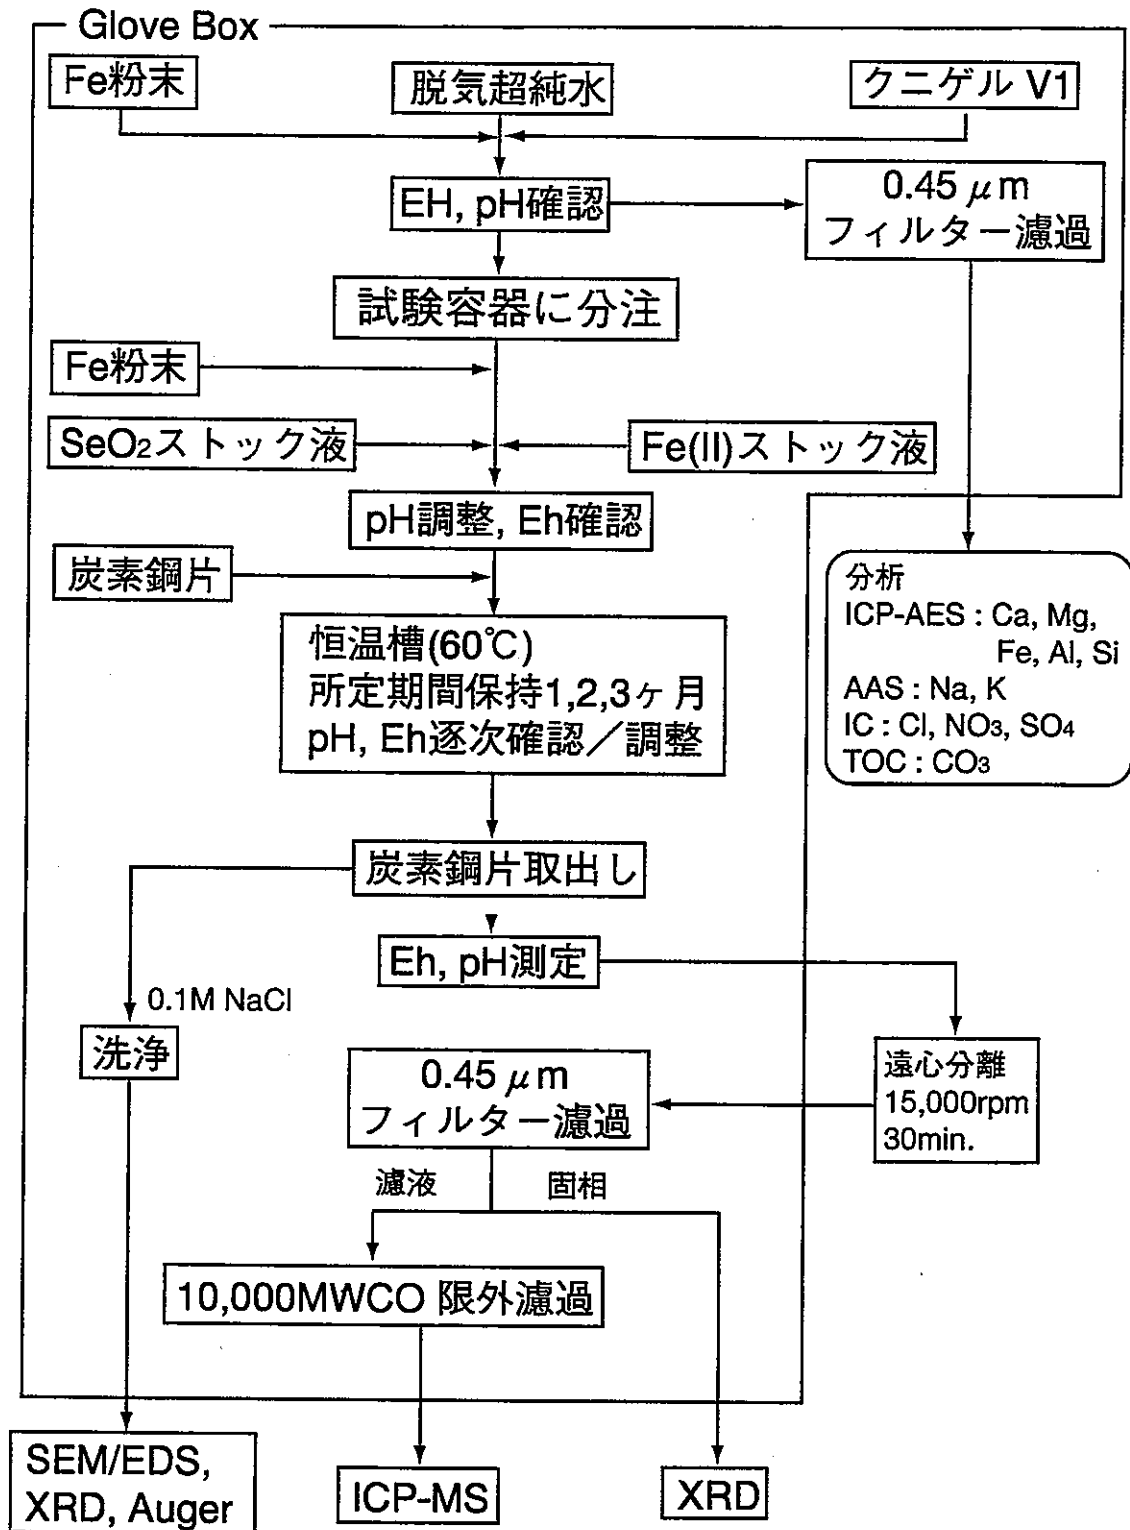 Glove Box
Fe粉末
脱気超純水
クニゲル V1
EH, pH確認
0.45 μm
フィルター濾過
試験容器に分注
Fe粉末
SeO2ストック液
Fe(II)ストック液
pH調整, Eh確認
炭素鋼片
分析
ICP-AES : Ca, Mg,
Fe, Al, Si
AAS : Na, K
IC : Cl, NO3, SO4
TOC : CO3
恒温槽(60℃)
所定期間保持1,2,3ヶ月
pH, Eh逐次確認／調整
炭素鋼片取出し
Eh, pH測定
0.1M NaCl
洗浄
遠心分離
15,000rpm
30min.
0.45 μm
フィルター濾過
濾液
固相
10,000MWCO 限外濾過
SEM/EDS,
XRD, Auger
ICP-MS
XRD